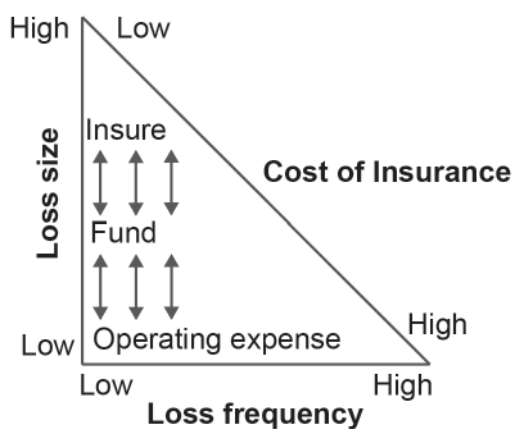 High
Low
Insure
Loss size
Cost of Insurance
Fund
High
Low
Operating expense
Low
High
Loss frequency